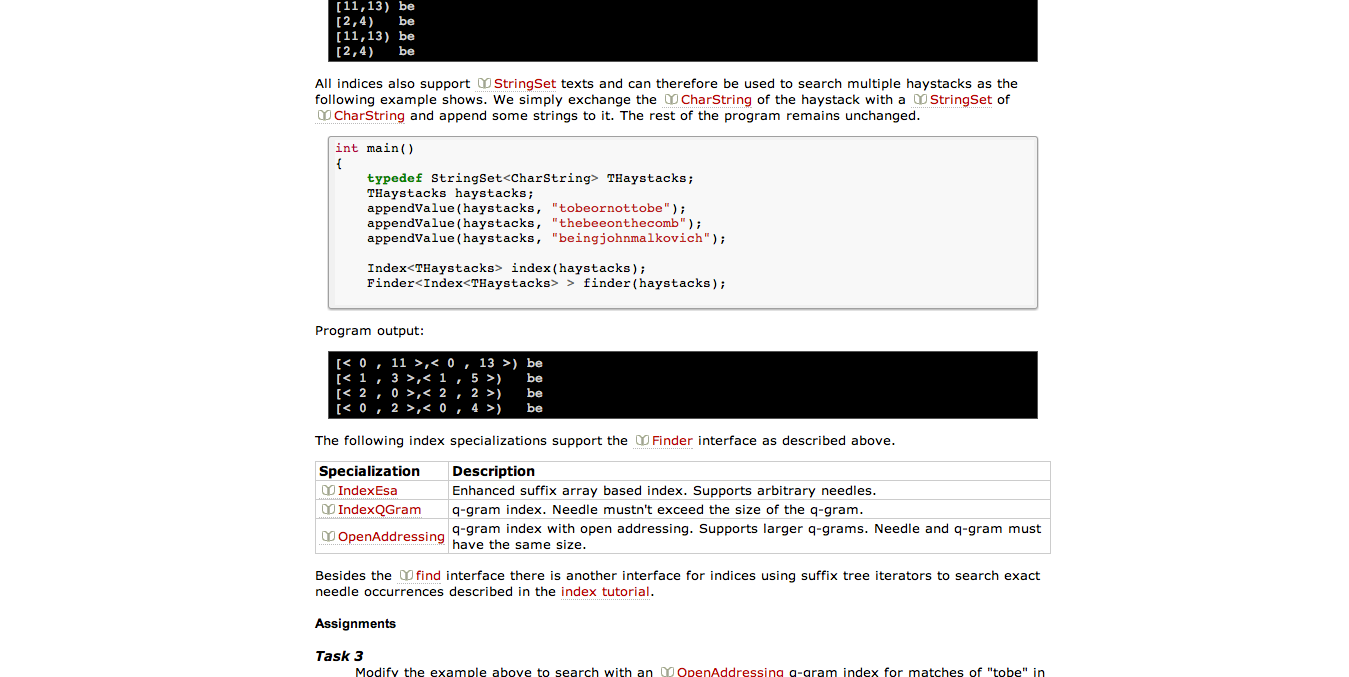 [11,13) be
[2,4)   be
[11,13) be
[2,4)   be
All indices also support StringSet texts and can therefore be used to search multiple haystacks as the
following example shows. We simply exchange the CharString of the haystack with a StringSet of
CharString and append some strings to it. The rest of the program remains unchanged.
int main()
{
    typedef StringSet<CharString> THaystacks;
    THaystacks haystacks;
    appendValue(haystacks, "tobeornottobe");
    appendValue(haystacks, "thebeeonthecomb");
    appendValue(haystacks, "beingjohnmalkovich");
    Index<THaystacks> index(haystacks);
    Finder<Index<THaystacks> > finder(haystacks);
Program output:
[< 0 , 11 >,< 0 , 13 >) be
[< 1 , 3 >,< 1 , 5 >)   be
[< 2 , 0 >,< 2 , 2 >)   be
[< 0 , 2 >,< 0 , 4 >)   be
The following index specializations support the Finder interface as described above.
Specialization Description
IndexEsa Enhanced suffix array based index. Supports arbitrary needles.
IndexQGram q-gram index. Needle mustn't exceed the size of the q-gram.
OpenAddressing q-gram index with open addressing. Supports larger q-grams. Needle and q-gram must
have the same size.
Besides the find interface there is another interface for indices using suffix tree iterators to search exact
needle occurrences described in the index tutorial.
Assignments
Task 3
Modify the example above to search with an OpenAddressing q-gram index for matches of "tobe" in